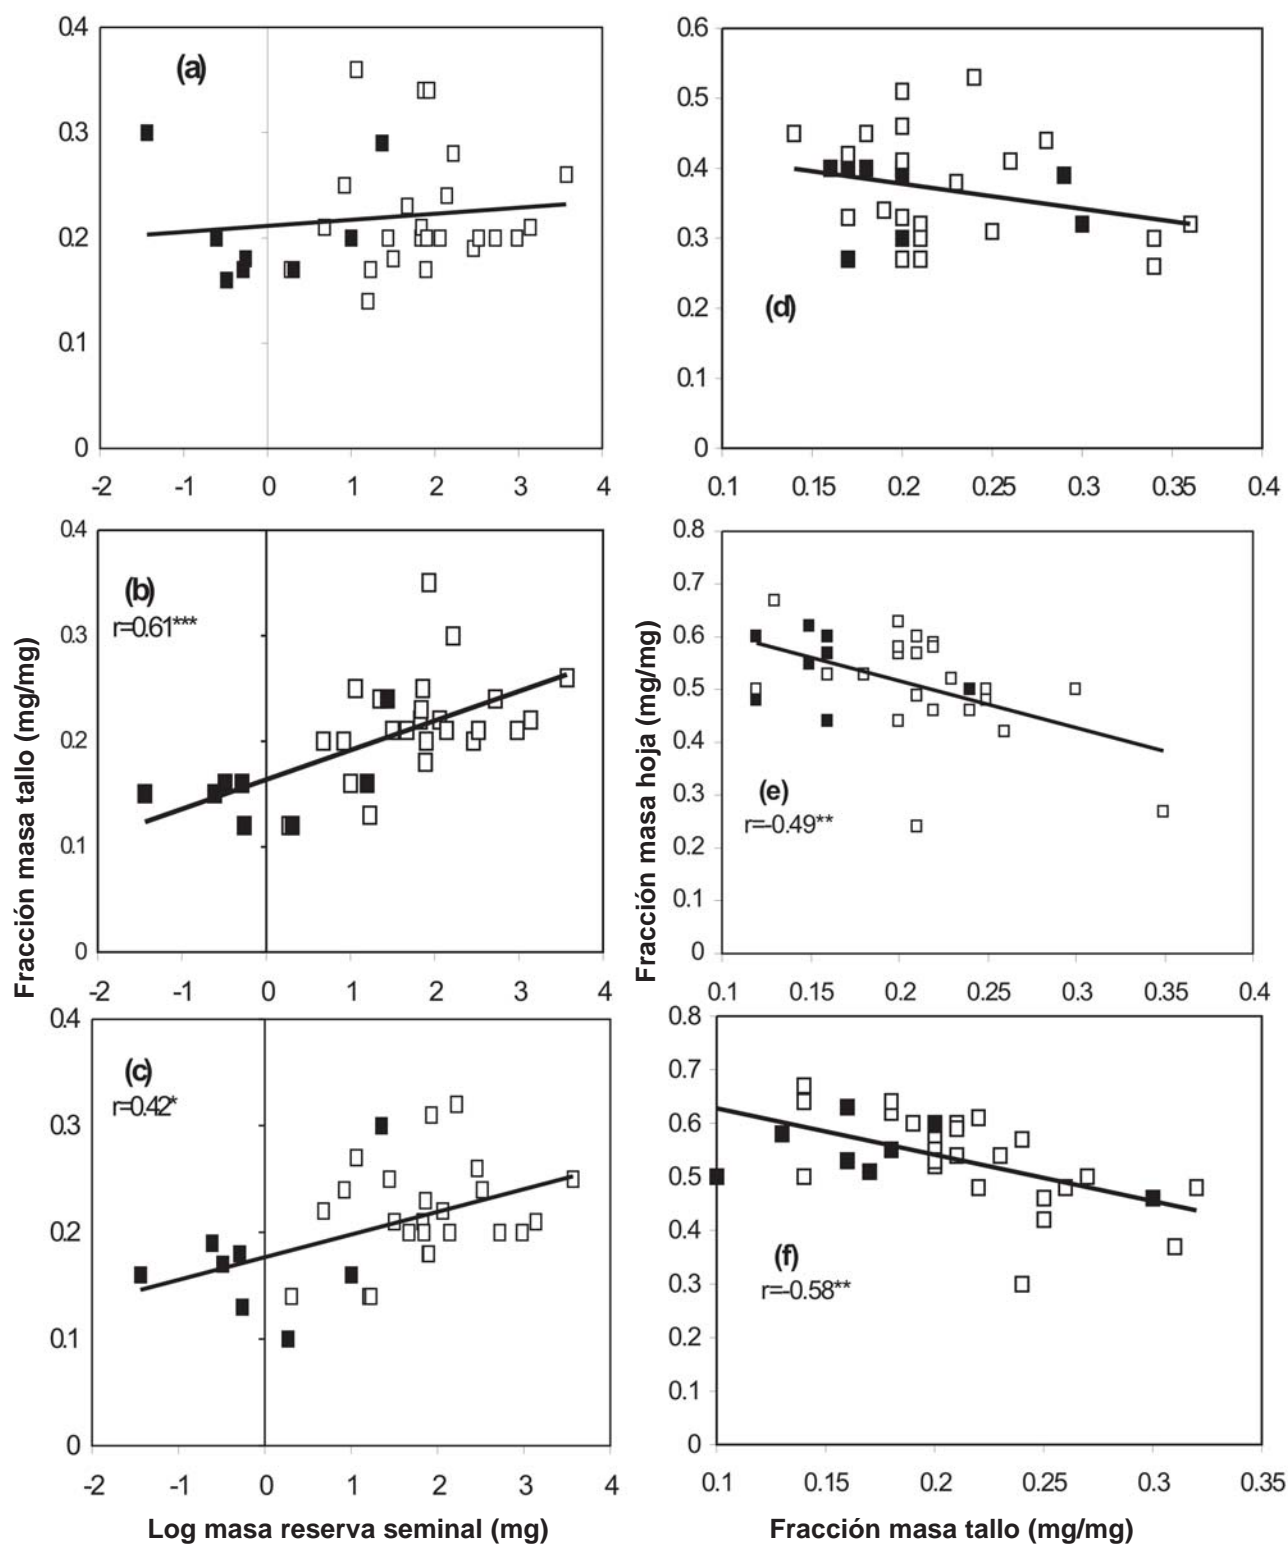 0.4
0.3
0.2
0.1
0
(a)
-2 -1 0 1 2 3 4
0.6
0.5
0.4
0.3
0.2
0.1
0
(d)
0.1 0.15 0.2 0.25 0.3 0.35 0.4
Fracción masa tallo (mg/mg)
0.4
0.3
0.2
0.1
0
(b)
r=0.61***
-2 -1 0 1 2 3 4
Fracción masa hoja (mg/mg)
0.8
0.7
0.6
0.5
0.4
0.3
0.2
0.1
0
(e)
r=-0.49**
0.1 0.15 0.2 0.25 0.3 0.35 0.4
0.4
0.3
0.2
0.1
0
(c)
r=0.42*
-2 -1 0 1 2 3 4
Log masa reserva seminal (mg)
0.8
0.7
0.6
0.5
0.4
0.3
0.2
0.1
0
(f)
r=-0.58**
0.1 0.15 0.2 0.25 0.3 0.35
Fracción masa tallo (mg/mg)